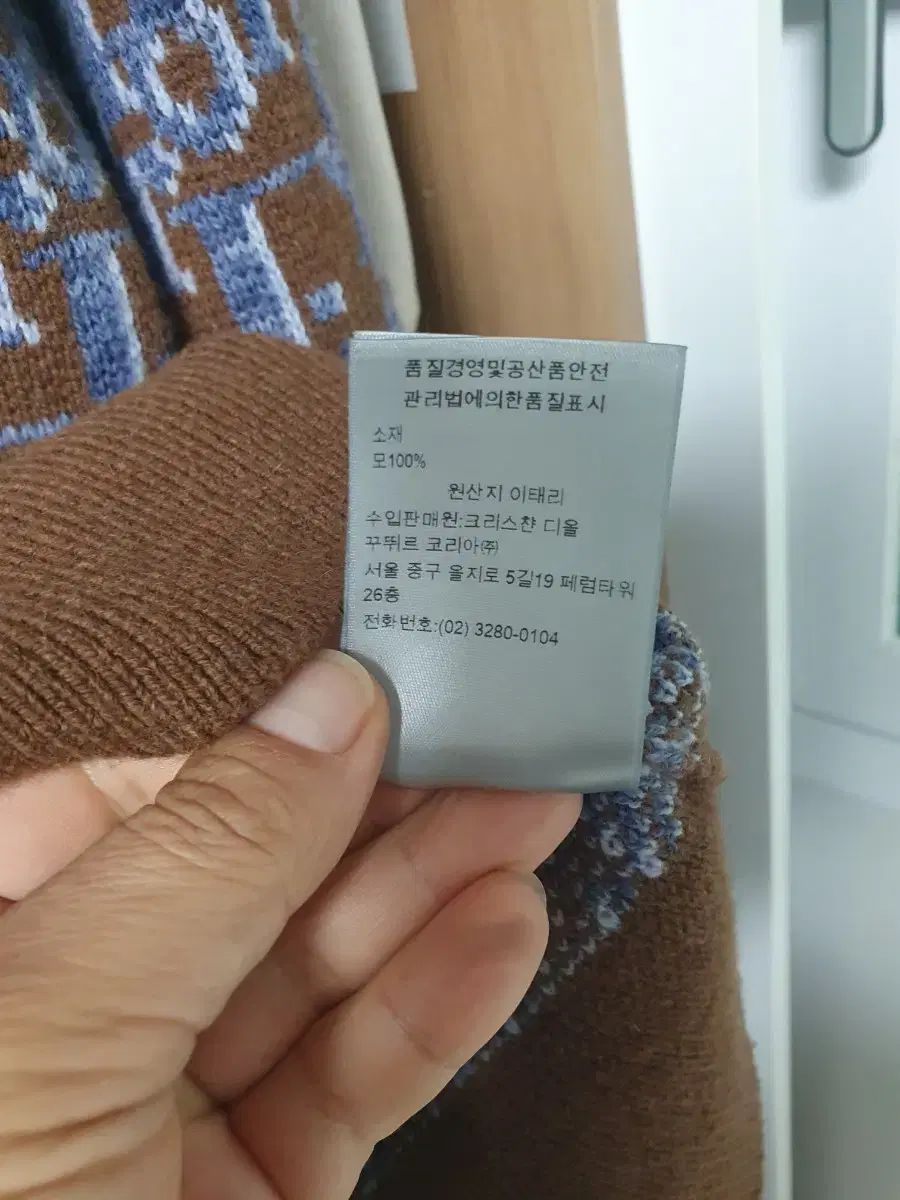 품질경영및공산품안전
관리법에의한품질표시
소재
모100%
원산지 이태리
수입판매원:크리스챤 디올
꾸뛰르 코리아㈜
서울 중구 을지로 5길19 페럼타워
26층
전화번호:(02) 3280-0104